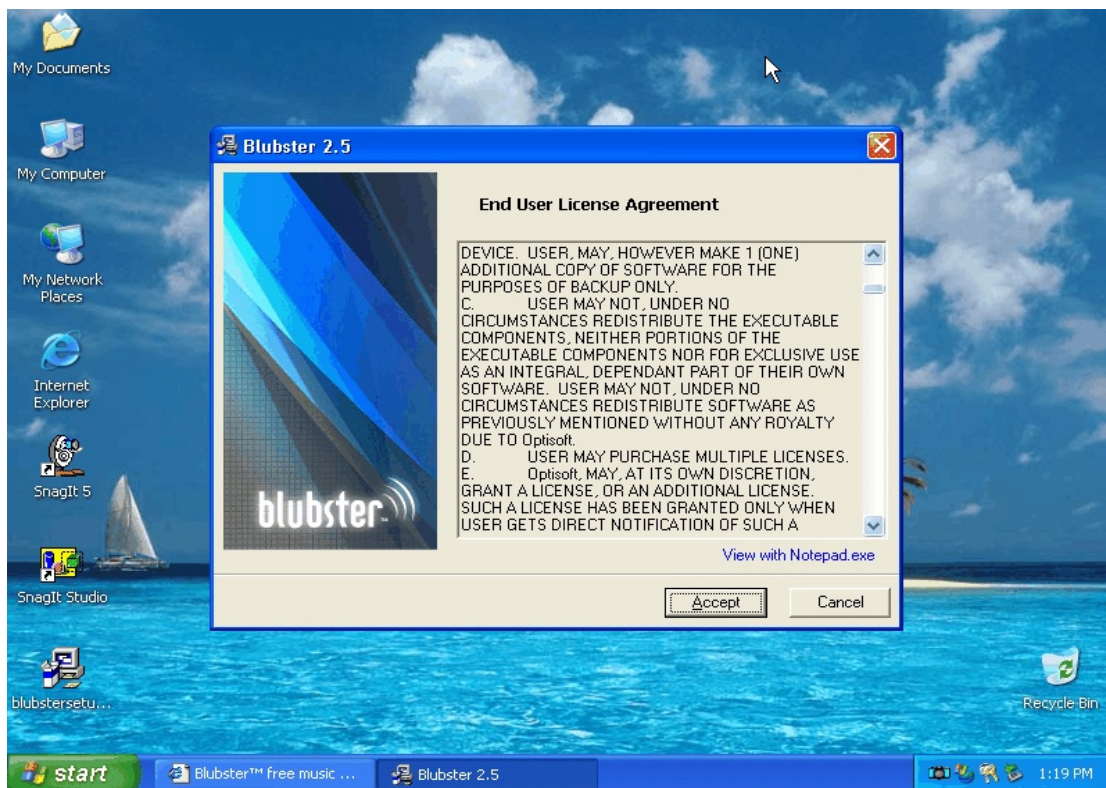 My Documents
My Computer
My Network
Places
Internet
Explorer
SnagIt 5
SnagIt Studio
blubstersetu...
Blubster 2.5
End User License Agreement
DEVICE. USER, MAY, HOWEVER MAKE 1 (ONE)
ADDITIONAL COPY OF SOFTWARE FOR THE
PURPOSES OF BACKUP ONLY.
C. USER MAY NOT, UNDER NO
CIRCUMSTANCES REDISTRIBUTE THE EXECUTABLE
COMPONENTS, NEITHER PORTIONS OF THE
EXECUTABLE COMPONENTS NOR FOR EXCLUSIVE USE
AS AN INTEGRAL, DEPENDANT PART OF THEIR OWN
SOFTWARE. USER MAY NOT, UNDER NO
CIRCUMSTANCES REDISTRIBUTE SOFTWARE AS
PREVIOUSLY MENTIONED WITHOUT ANY ROYALTY
DUE TO Optisoft.
D. USER MAY PURCHASE MULTIPLE LICENSES.
E. Optisoft, MAY, AT ITS OWN DISCRETION,
GRANT A LICENSE, OR AN ADDITIONAL LICENSE.
SUCH A LICENSE HAS BEEN GRANTED ONLY WHEN
USER GETS DIRECT NOTIFICATION OF SUCH A
blubster
View with Notepad.exe
Accept Cancel
Recycle Bin
start Blubster™ free music ... Blubster 2.5 1:19 PM